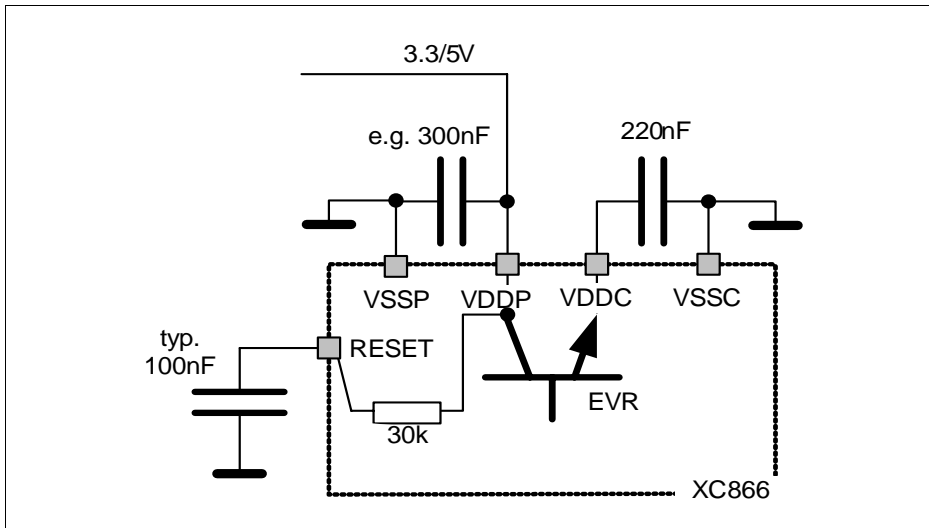 3.3/5V
e.g. 300nF
220nF
VSSP
VDDP
VDDC
VSSC
typ.
100nF
RESET
30k
EVR
XC866